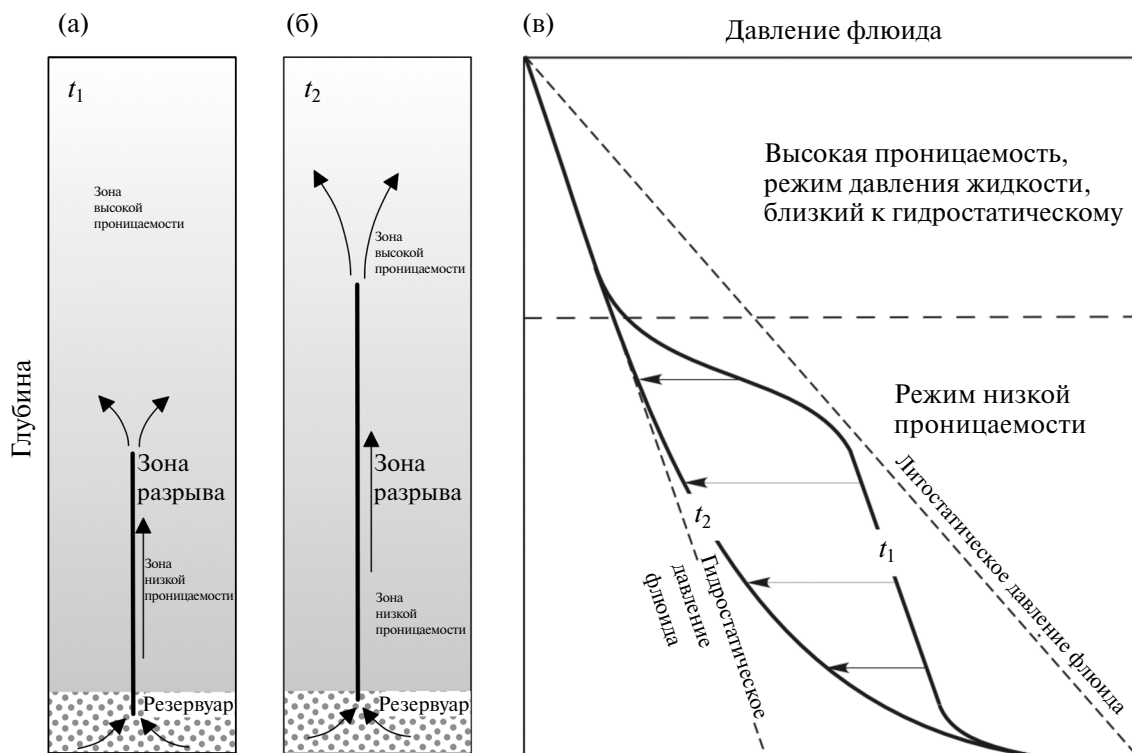 (а)
t1
Зона
высокой
проницаемости
Зона
разрыва
Зона
низкой
проницаемости
Резервуар
Глубина
(б)
t2
Зона
высокой
проницаемости
Зона
разрыва
Зона
низкой
проницаемости
Резервуар
(в)
Давление флюида
Высокая проницаемость,
режим давления жидкости,
близкий к гидростатическому
Режим низкой
проницаемости
t2
t1
Гидростатическое
давление
флюида
Литостатическое давление флюида